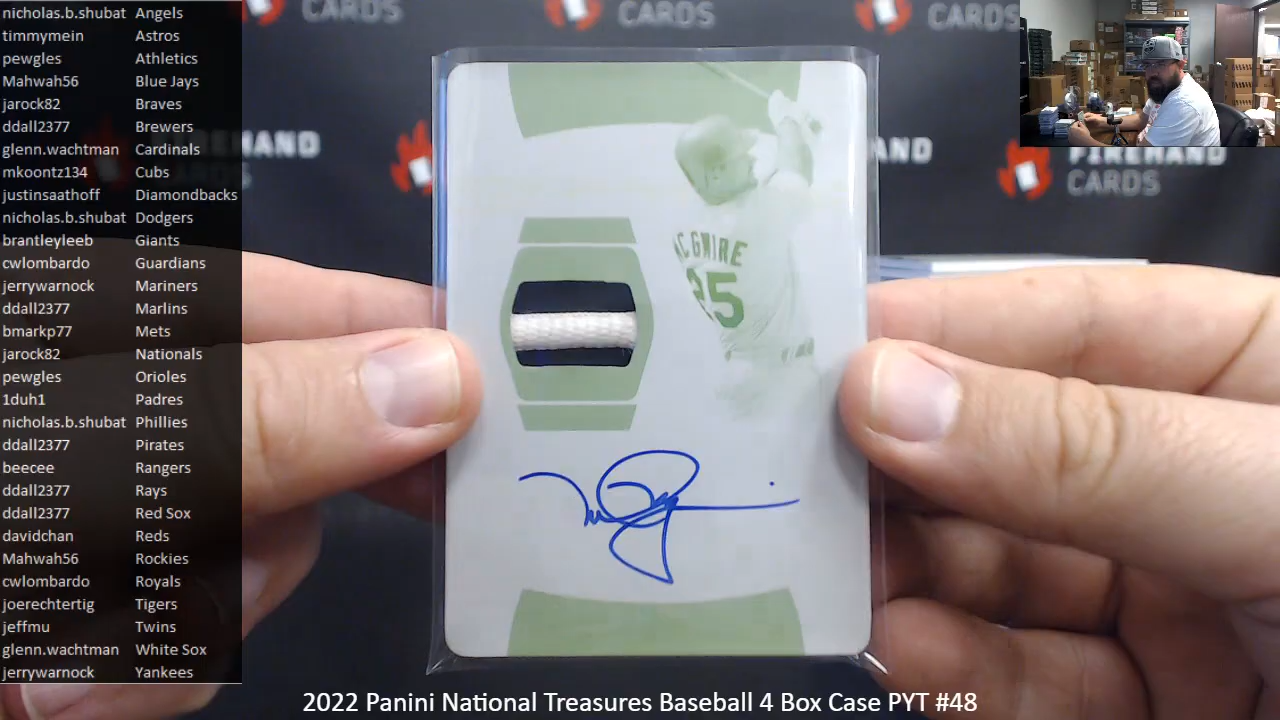 nicholas.b.shubat Angels
timmymein Astros
pewgles Athletics
Mahwah56 Blue Jays
jarock82 Braves
ddall2377 Brewers
glenn.wachtman Cardinals
mkoontz134 Cubs
justinsaathoff Diamondbacks
nicholas.b.shubat Dodgers
brantleyleeb Giants
cwlombardo Guardians
jerrywarnock Mariners
ddall2377 Marlins
bmarkp77 Mets
jarock82 Nationals
pewgles Orioles
1duh1 Padres
nicholas.b.shubat Phillies
ddall2377 Pirates
beecee Rangers
ddall2377 Rays
ddall2377 Red Sox
davidchan Reds
Mahwah56 Rockies
cwlombardo Royals
joerechtertig Tigers
jeffmu Twins
glenn.wachtman White Sox
jerrywarnock Yankees
CARDS
CARDS
CARDS
FIREHAND
CARDS
FIREHAND
CARDS
MCGWIRE
25
2022 Panini National Treasures Baseball 4 Box Case PYT #48